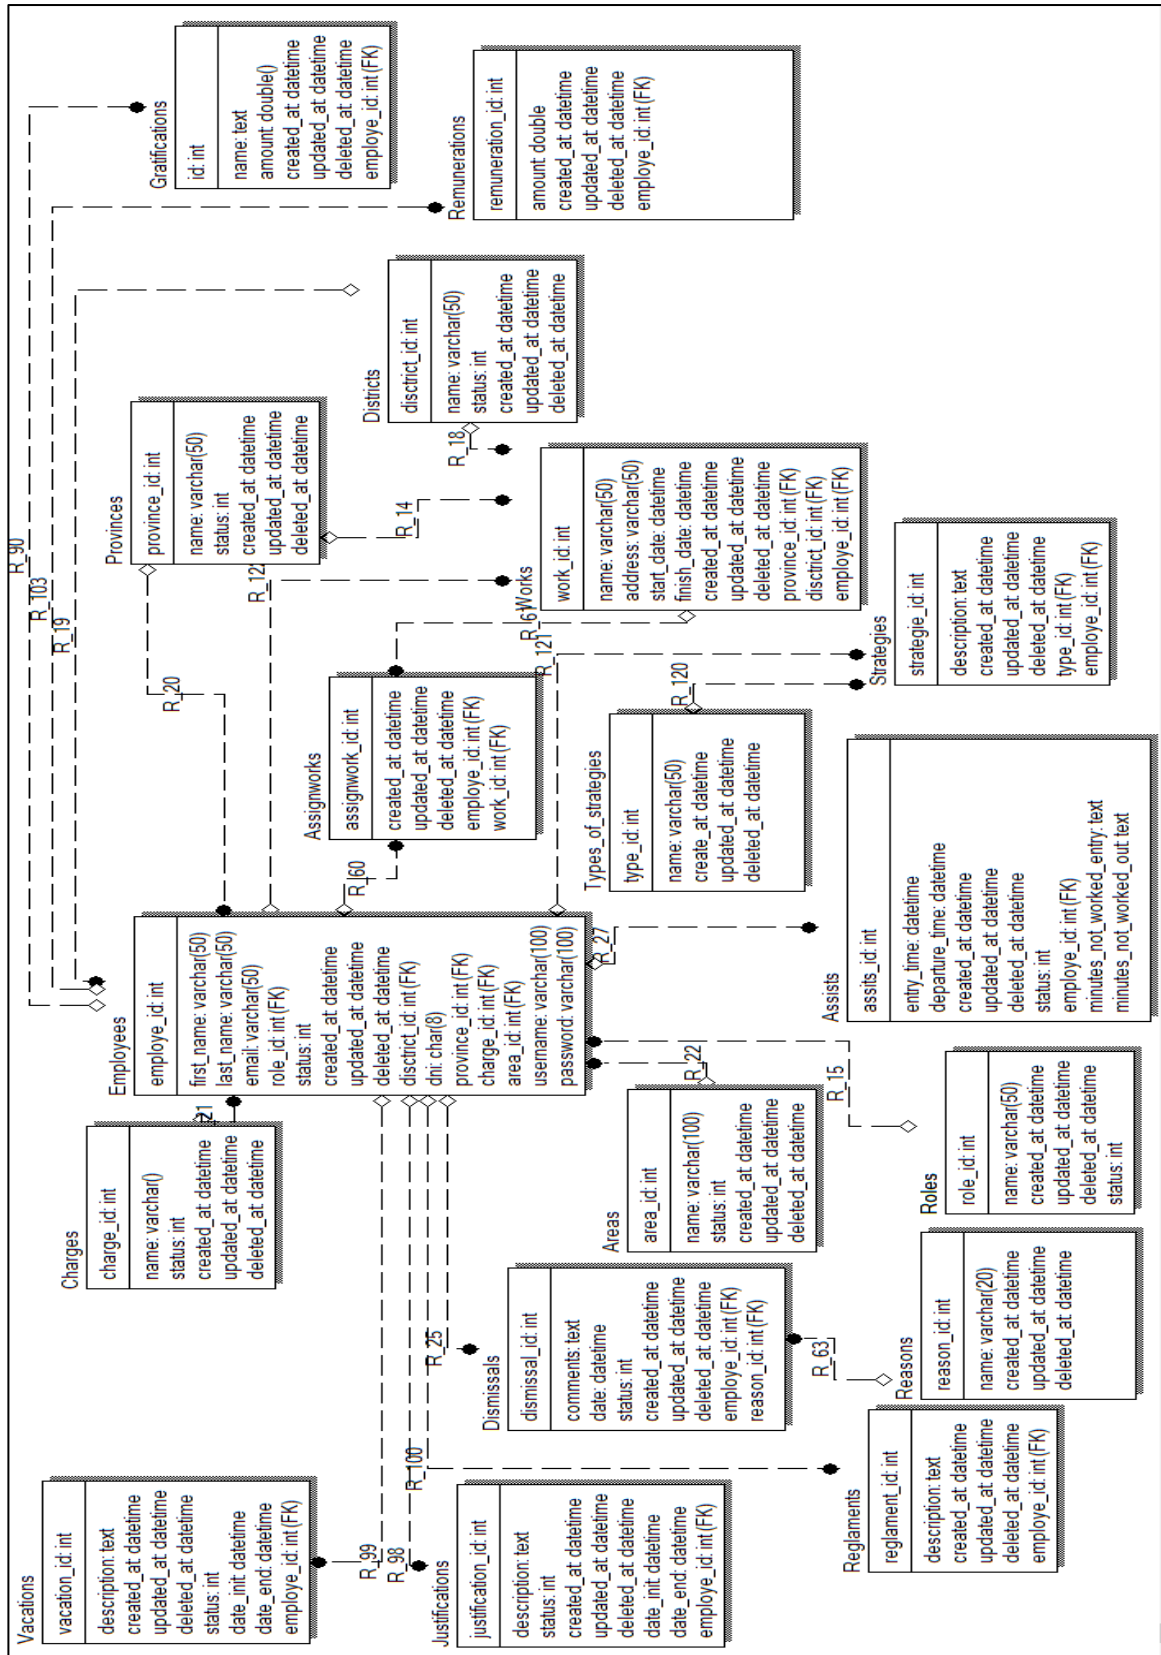 Vacations
vacation_id: int
description: text
created_at datetime
updated_at datetime
deleted_at datetime
status: int
date_init datetime
date_end: datetime
employe_id: int (FK)
Charges
charge_id: int
name: varchar()
status: int
created_at datetime
updated_at datetime
deleted_at datetime
21
Employees
employe_id: int
first_name: varchar(50)
last_name: varchar(50)
email: varchar(50)
role_id: int (FK)
status: int
created_at datetime
updated_at datetime
deleted_at datetime
district_id: int (FK)
dni: char(8)
province_id: int (FK)
charge_id: int (FK)
area_id: int (FK)
username: varchar(100)
password: varchar(100)
R_90
R_103
R_19
R_20
Provinces
province_id: int
name: varchar(50)
status: int
created_at datetime
updated_at datetime
deleted_at datetime
Gratifications
id: int
name: text
amount double()
created_at datetime
updated_at datetime
deleted_at datetime
employe_id: int (FK)
Remunerations
remuneration_id: int
amount: double
created_at datetime
updated_at datetime
deleted_at datetime
employe_id: int (FK)
Districts
disctrict_id: int
name: varchar(50)
status: int
created_at datetime
updated_at datetime
deleted_at datetime
R_18
R_14
R_60
Assignworks
assignwork_id: int
created_at datetime
updated_at datetime
deleted_at datetime
employe_id: int (FK)
work_id: int (FK)
R_61
R_121
Works
work_id: int
name: varchar(50)
address: varchar(50)
start_date: datetime
finish_date: datetime
created_at datetime
updated_at datetime
deleted_at datetime
province_id: int (FK)
disctrict_id: int (FK)
employe_id: int (FK)
R_99
R_98
R_100
R_25
Justifications
justification_id: int
description: text
status: int
created_at datetime
updated_at datetime
deleted_at datetime
date_init: datetime
date_end: datetime
employe_id: int (FK)
Dismissals
dismissal_id: int
comments: text
date: datetime
status: int
created_at datetime
updated_at datetime
deleted_at datetime
employe_id: int (FK)
reason_id: int (FK)
R_63
Areas
area_id: int
name: varchar(100)
status: int
created_at datetime
updated_at datetime
deleted_at datetime
R_22
R_15
R_27
Types_of_strategies
type_id: int
name: varchar(50)
create_at datetime
updated_at datetime
deleted_at datetime
R_120
Strategies
strategie_id: int
description: text
created_at datetime
updated_at datetime
deleted_at datetime
type_id: int (FK)
employe_id: int (FK)
Reglaments
reglament_id: int
description: text
created_at datetime
updated_at datetime
deleted_at datetime
employe_id: int (FK)
Reasons
reason_id: int
name: varchar(20)
created_at datetime
updated_at datetime
deleted_at datetime
Roles
role_id: int
name: varchar(50)
created_at datetime
updated_at datetime
deleted_at datetime
status: int
Assists
assits_id: int
entry_time: datetime
departure_time: datetime
created_at datetime
updated_at datetime
deleted_at datetime
status: int
employe_id: int (FK)
minutes_not_worked_entry: text
minutes_not_worked_out: text